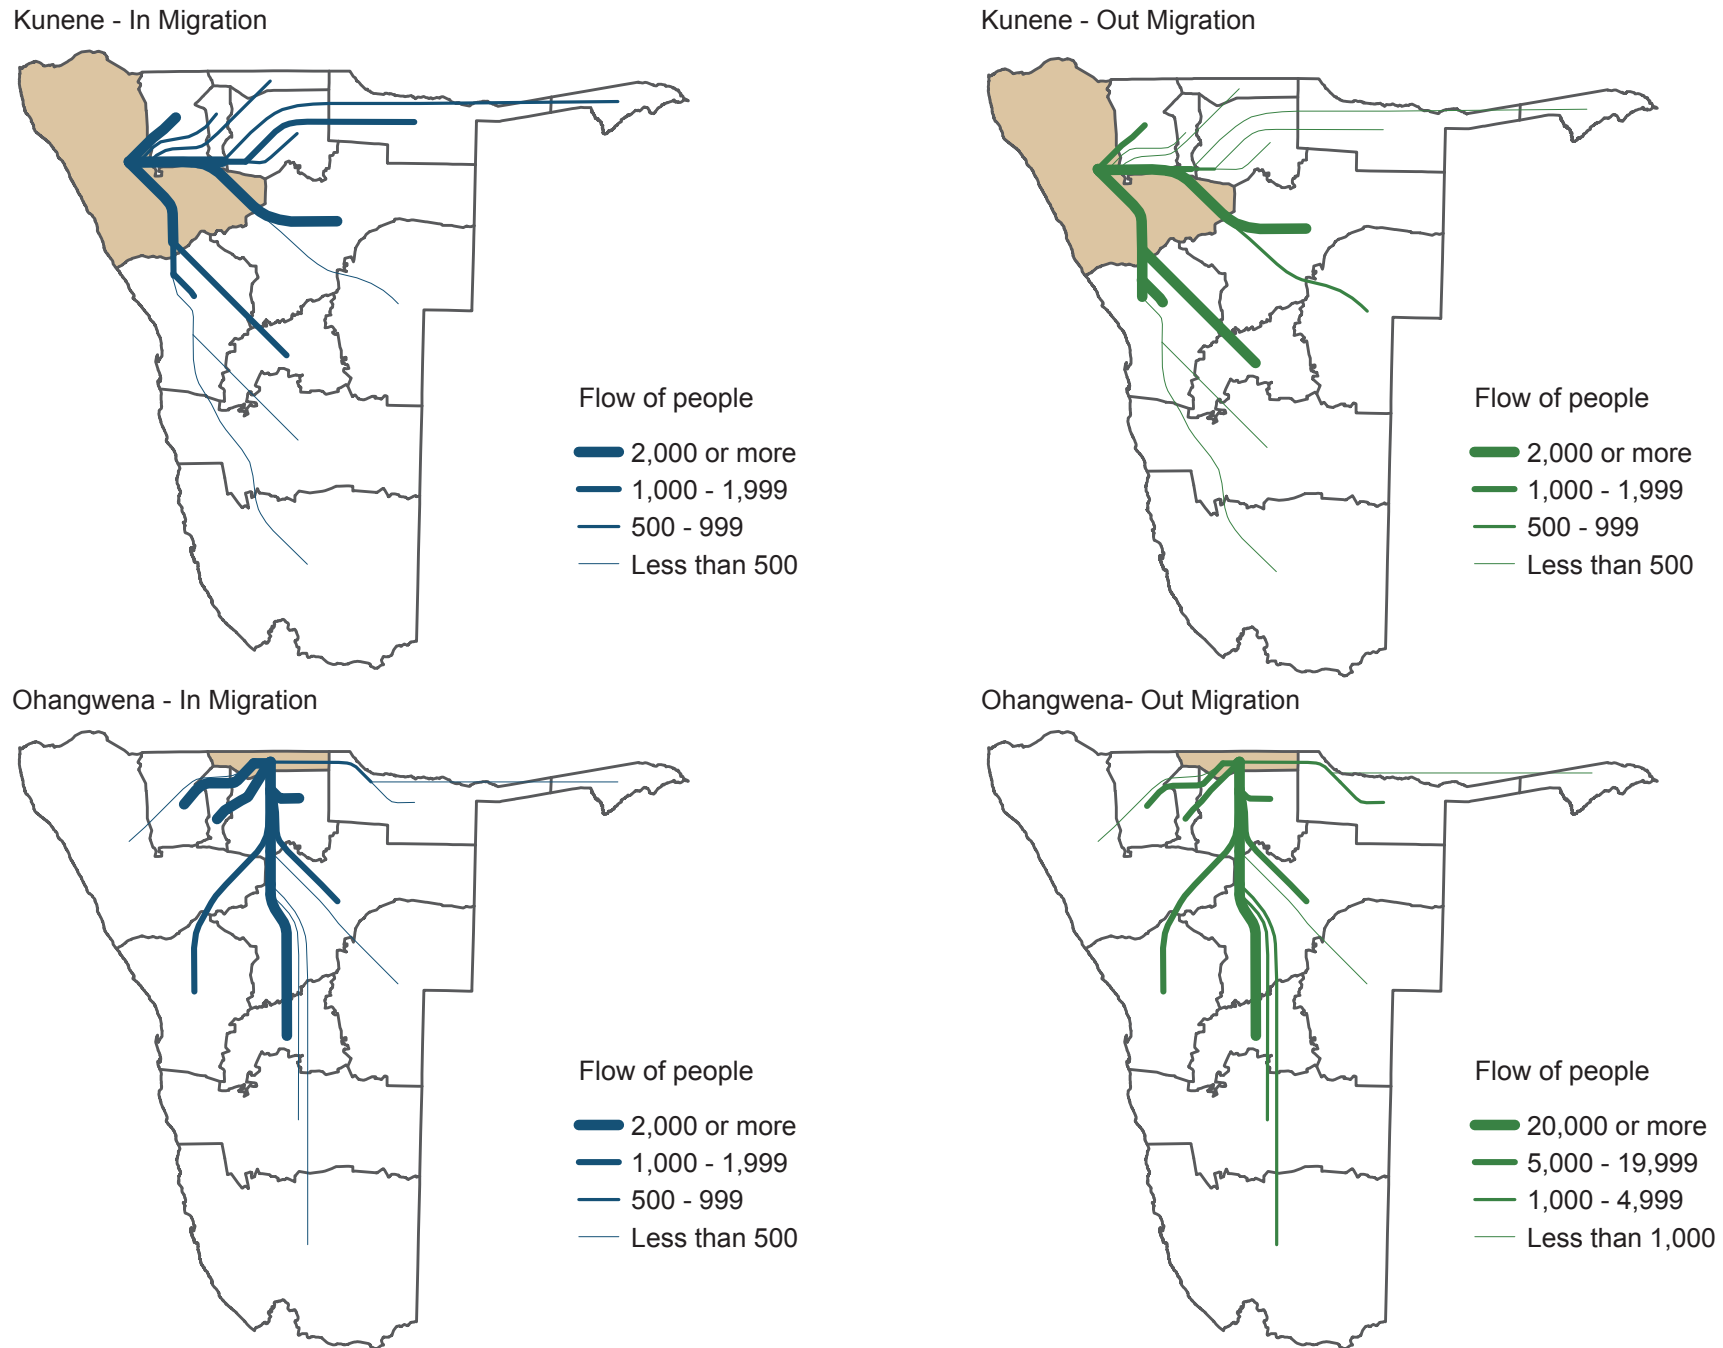 Kunene - In Migration
Kunene - Out Migration
Flow of people
2,000 or more
1,000 - 1,999
500 - 999
Less than 500
Flow of people
2,000 or more
1,000 - 1,999
500 - 999
Less than 500
Ohangwena - In Migration
Ohangwena- Out Migration
Flow of people
2,000 or more
1,000 - 1,999
500 - 999
Less than 500
Flow of people
20,000 or more
5,000 - 19,999
1,000 - 4,999
Less than 1,000